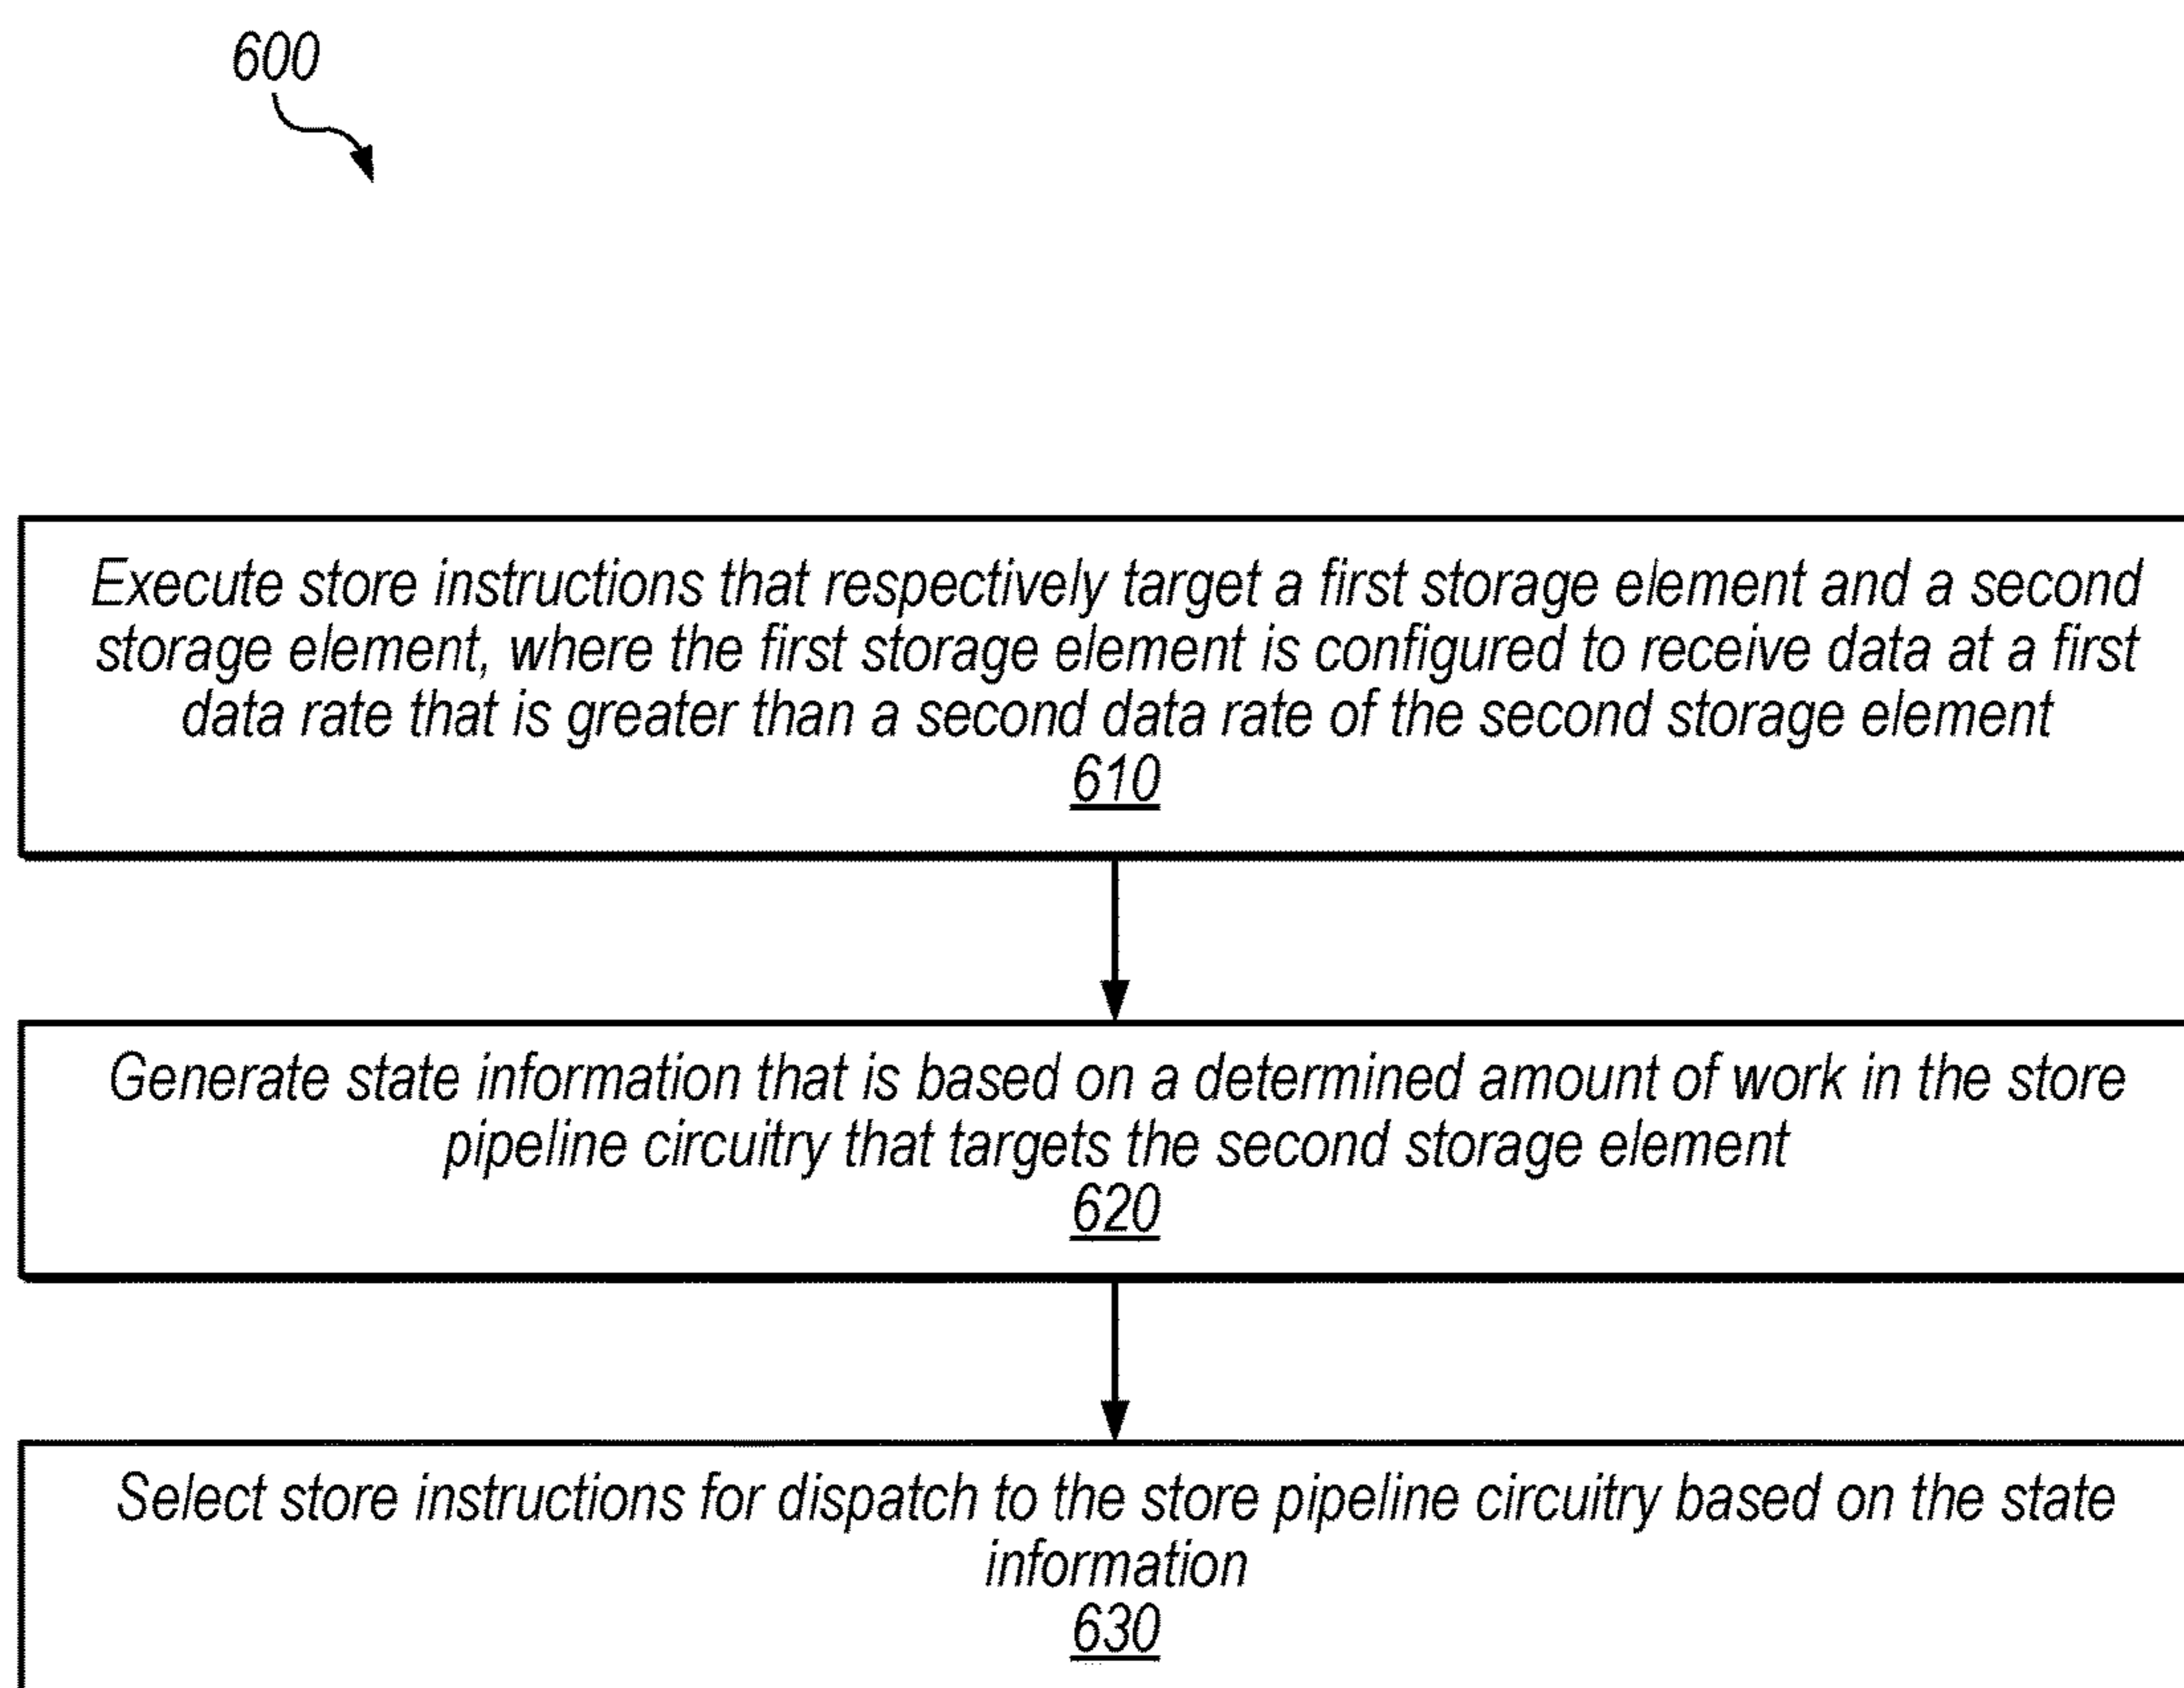 600
Execute store instructions that respectively target a first storage element and a second
storage element, where the first storage element is configured to receive data at a first
data rate that is greater than a second data rate of the second storage element
610
Generate state information that is based on a determined amount of work in the store
pipeline circuitry that targets the second storage element
620
Select store instructions for dispatch to the store pipeline circuitry based on the state
information
630